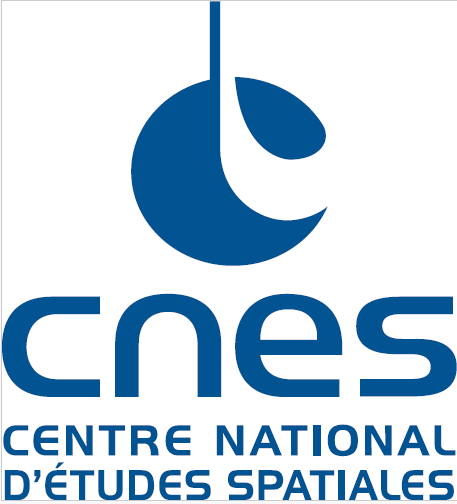 cnes
CENTRE NATIONAL
D'ÉTUDES SPATIALES